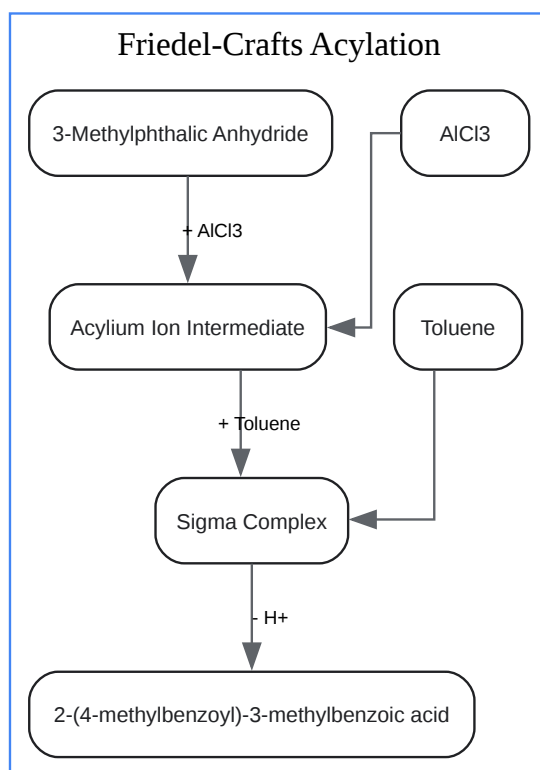 Friedel-Crafts Acylation
3-Methylphthalic Anhydride
AlCl3
+ AlCl3
Acylium Ion Intermediate
Toluene
+ Toluene
Sigma Complex
- H+
2-(4-methylbenzoyl)-3-methylbenzoic acid